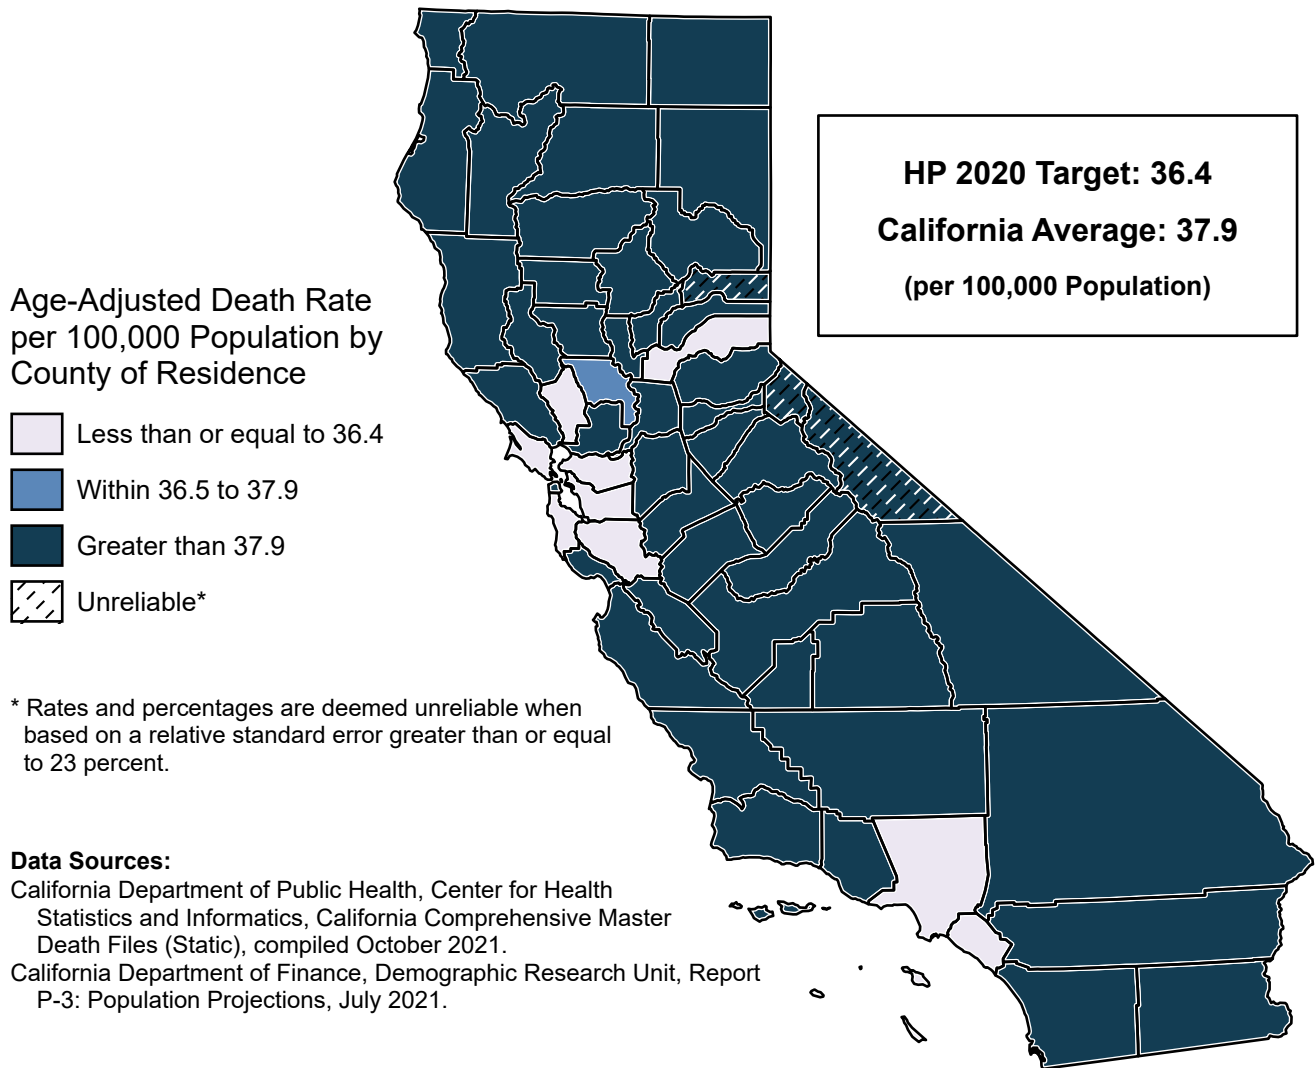 HP 2020 Target: 36.4
California Average: 37.9
(per 100,000 Population)
Age-Adjusted Death Rate
per 100,000 Population by
County of Residence
Less than or equal to 36.4
Within 36.5 to 37.9
Greater than 37.9
Unreliable*
* Rates and percentages are deemed unreliable when
based on a relative standard error greater than or equal
to 23 percent.
Data Sources:
California Department of Public Health, Center for Health
Statistics and Informatics, California Comprehensive Master
Death Files (Static), compiled October 2021.
California Department of Finance, Demographic Research Unit, Report
P-3: Population Projections, July 2021.